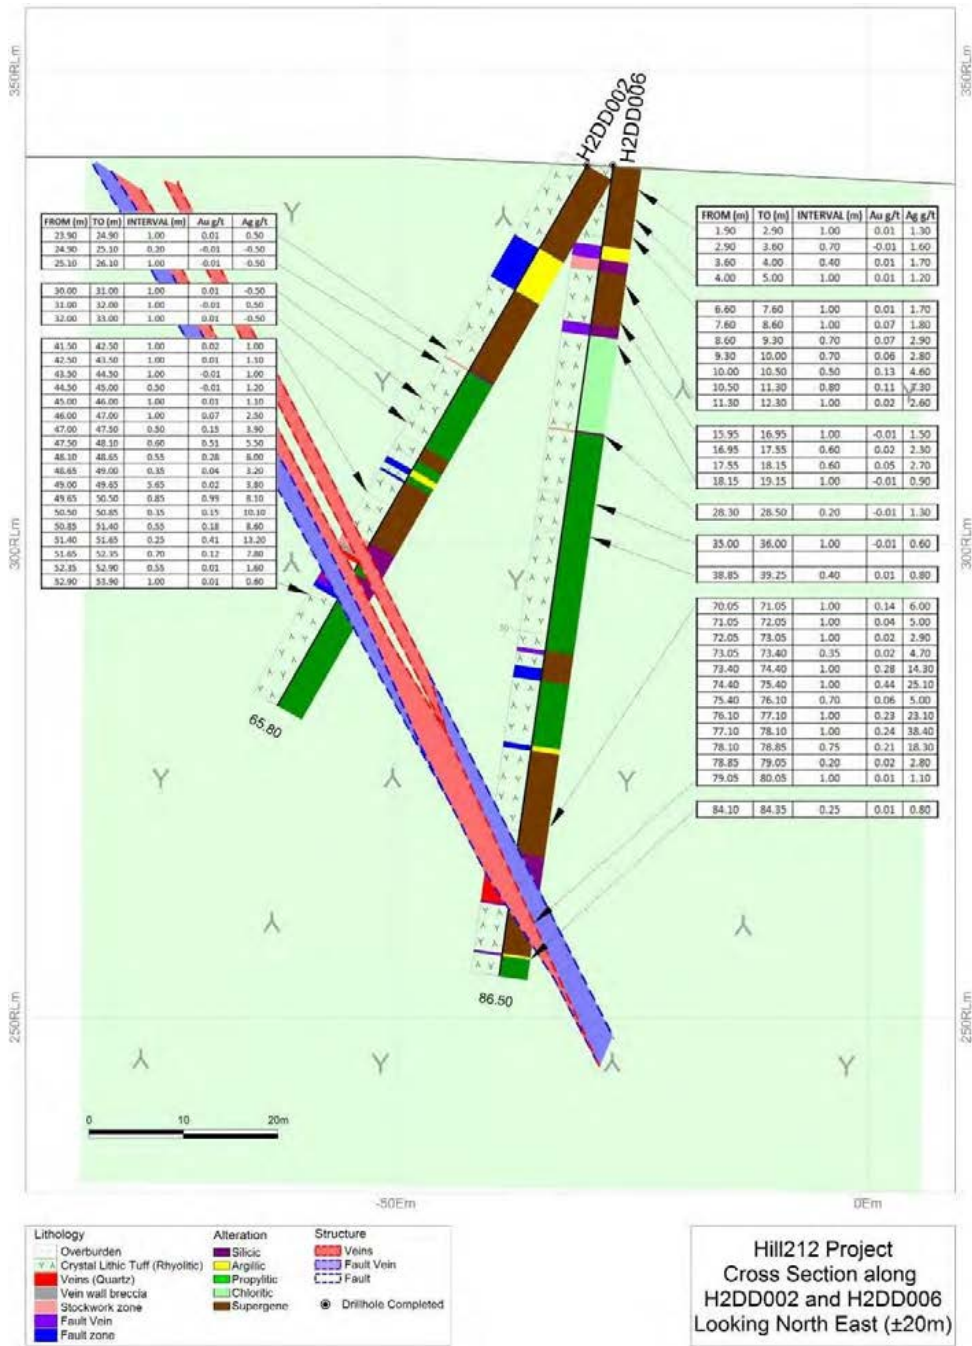 350RLm
350RLm
H2DD002
H2DD006
FROM (m) TO (m) INTERVAL (m) Au g/t Ag g/t
23.90 24.90 1.00 0.01 0.50
24.90 25.10 0.20 -0.01 -0.50
25.10 26.10 1.00 -0.01 -0.50
30.00 31.00 1.00 0.01 -0.50
31.00 32.00 1.00 -0.01 0.50
32.00 33.00 1.00 0.01 -0.50
41.50 42.50 1.00 0.02 1.00
42.50 43.50 1.00 0.01 1.10
43.50 44.50 1.00 -0.01 1.00
44.50 45.00 0.50 -0.01 1.20
45.00 46.00 1.00 0.01 1.10
46.00 47.00 1.00 0.07 2.50
47.00 47.50 0.50 0.15 3.90
47.50 48.10 0.60 0.51 5.50
48.10 48.65 0.55 0.28 8.00
48.65 49.00 0.35 0.04 3.20
49.00 49.65 5.65 0.02 3.80
49.65 50.50 0.85 0.99 8.10
50.50 50.85 0.35 0.15 10.10
50.85 51.40 0.55 0.18 8.60
51.40 51.65 0.25 0.41 13.20
51.65 52.35 0.70 0.12 7.80
52.35 52.90 0.55 0.01 1.60
52.90 53.90 1.00 0.01 0.80
FROM (m) TO (m) INTERVAL (m) Au g/t Ag g/t
1.90 2.90 1.00 0.01 1.30
2.90 3.60 0.70 -0.01 1.60
3.60 4.00 0.40 0.01 1.70
4.00 5.00 1.00 0.01 1.20
6.60 7.60 1.00 0.01 1.70
7.60 8.60 1.00 0.07 1.80
8.60 9.30 0.70 0.07 2.90
9.30 10.00 0.70 0.06 2.80
10.00 10.50 0.50 0.13 4.60
10.50 11.30 0.80 0.11 7.30
11.30 12.30 1.00 0.02 2.60
15.95 16.95 1.00 -0.01 1.50
16.95 17.55 0.60 0.02 2.30
17.55 18.15 0.60 0.05 2.70
18.15 19.15 1.00 -0.01 0.90
28.30 28.50 0.20 -0.01 1.30
35.00 36.00 1.00 -0.01 0.60
38.85 39.25 0.40 0.01 0.80
70.05 71.05 1.00 0.14 6.00
71.05 72.05 1.00 0.04 5.00
72.05 73.05 1.00 0.02 2.90
73.05 73.40 0.35 0.02 4.70
73.40 74.40 1.00 0.28 14.30
74.40 75.40 1.00 0.44 25.10
75.40 76.10 0.70 0.06 5.00
76.10 77.10 1.00 0.23 23.10
77.10 78.10 1.00 0.24 38.40
78.10 78.85 0.75 0.21 18.30
78.85 79.05 0.20 0.02 2.80
79.05 80.05 1.00 0.01 1.10
84.10 84.35 0.25 0.01 0.80
300RLm
300RLm
50
65.80
86.50
250RLm
250RLm
0 10 20m
-50Em
0Em
Lithology
Overburden
Crystal Lithic Tuff (Rhyolitic)
Veins (Quartz)
Vein wall breccia
Stockwork zone
Fault Vein
Fault zone
Alteration
Silicic
Argillic
Propylitic
Chloritic
Supergene
Structure
Veins
Fault Vein
Fault
Drillhole Completed
Hill212 Project
Cross Section along
H2DD002 and H2DD006
Looking North East (±20m)